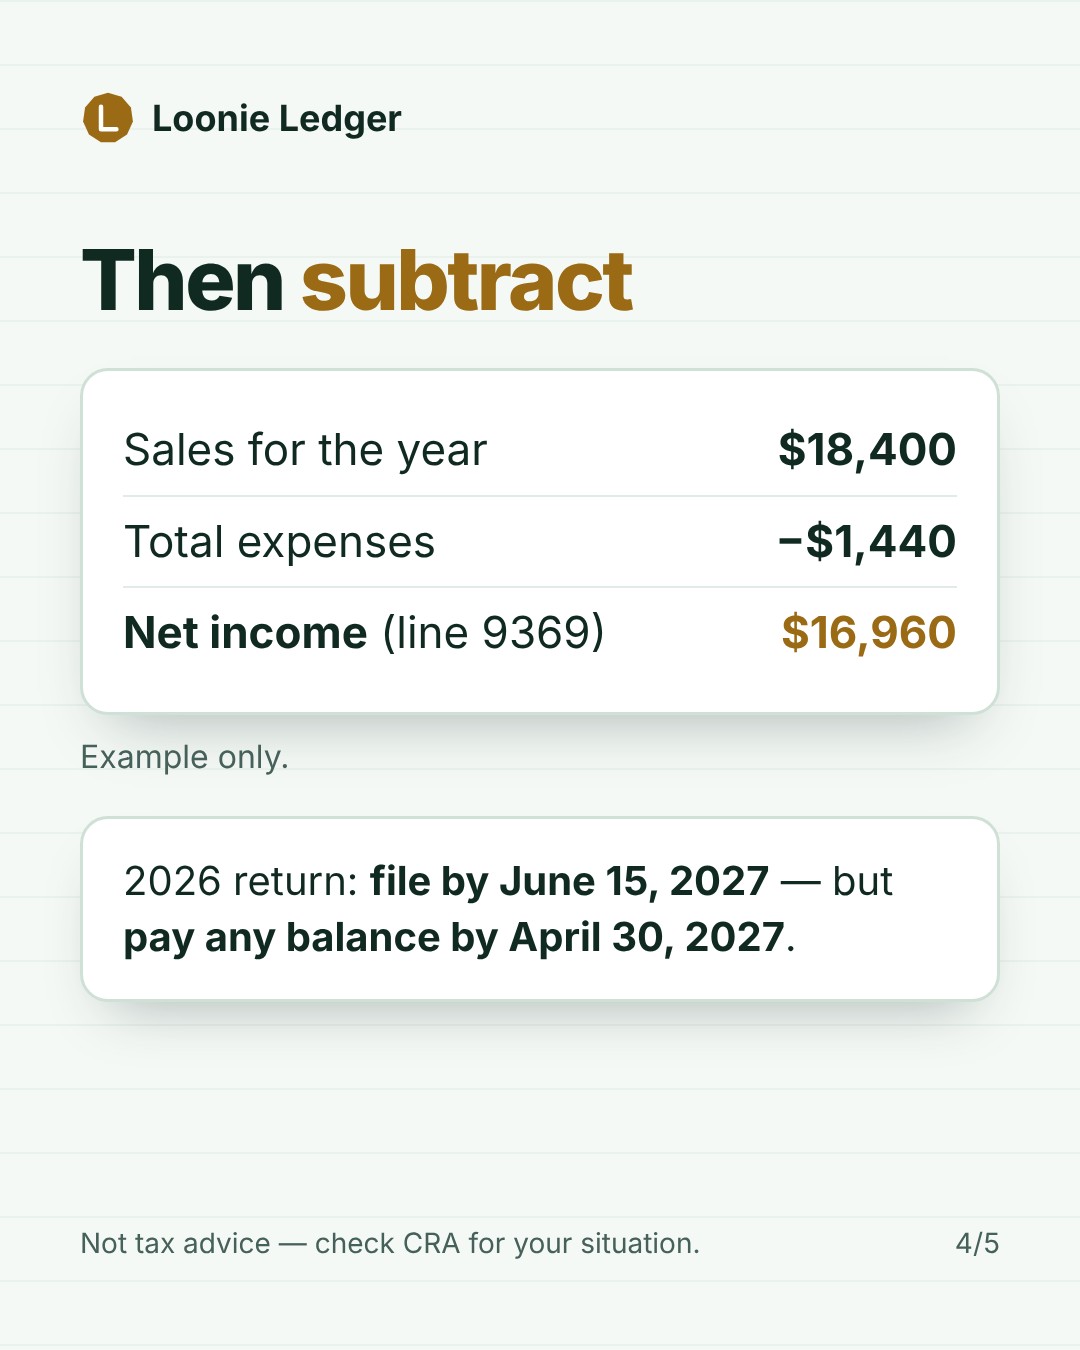 L Loonie Ledger
Then subtract
Sales for the year $18,400
Total expenses −$1,440
Net income (line 9369) $16,960
Example only.
2026 return: file by June 15, 2027 — but
pay any balance by April 30, 2027.
Not tax advice — check CRA for your situation. 4/5